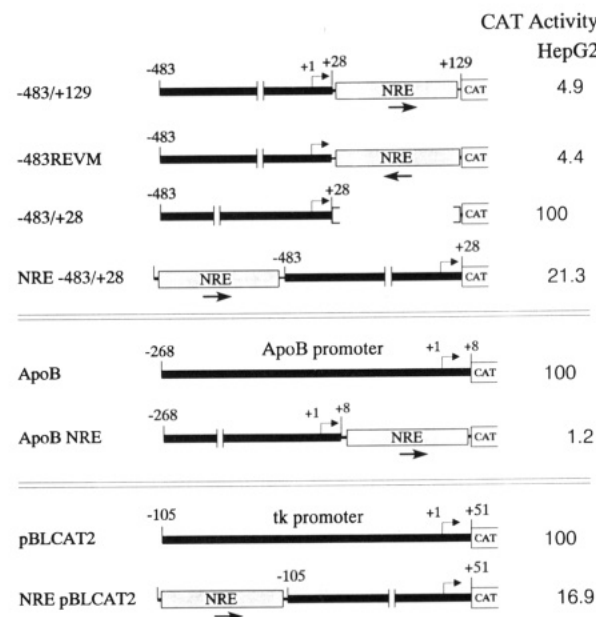 CAT Activity
HepG2
-483 +1 +28 +129
-483/+129 NRE CAT 4.9
-483
-483REVM NRE CAT 4.4
-483 +28
-483/+28 CAT 100
-483 +28
NRE -483/+28 NRE CAT 21.3
-268 ApoB promoter +1 +8
ApoB CAT 100
-268 +1 +8
ApoB NRE NRE CAT 1.2
-105 tk promoter +1 +51
pBLCAT2 CAT 100
-105 +51
NRE pBLCAT2 NRE CAT 16.9